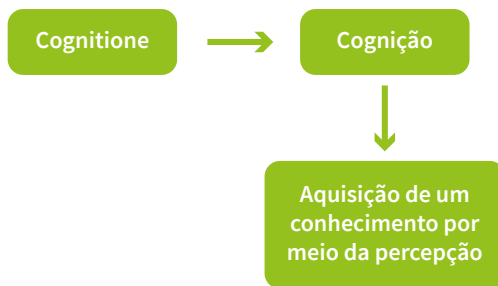 Cognitione
Cognição
Aquisição de um
conhecimento por
meio da percepção